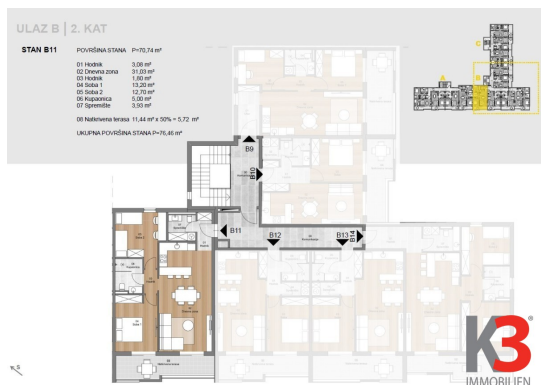 ULAZ B | 2. KAT
STAN B11
POVRŠINA STANA P=70,74 m²
01 Hodnik 3,08 m²
02 Dnevna zona 31,03 m²
03 Hodnik 1,80 m²
04 Soba 1 13,20 m²
05 Soba 2 12,70 m²
06 Kupaonica 5,00 m²
07 Spremište 3,93 m²
08 Natkrivena terasa 11,44 m² x 50% = 5,72 m²
UKUPNA POVRŠINA STANA P=76,46 m²
C
A
B
B9
B10
B11
B12
B13
B14
S
K3®
IMMOBILIEN